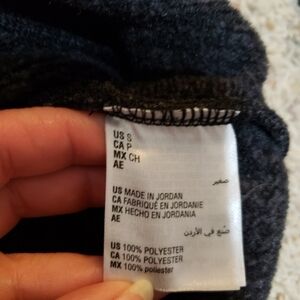 US S
CA P
MX CH
AE
صغير
US MADE IN JORDAN
CA FABRIQUÉ EN JORDANIE
MX HECHO EN JORDANIA
AE
صُنع في الأردن
US 100% POLYESTER
CA 100% POLYESTER
MX 100% poliester